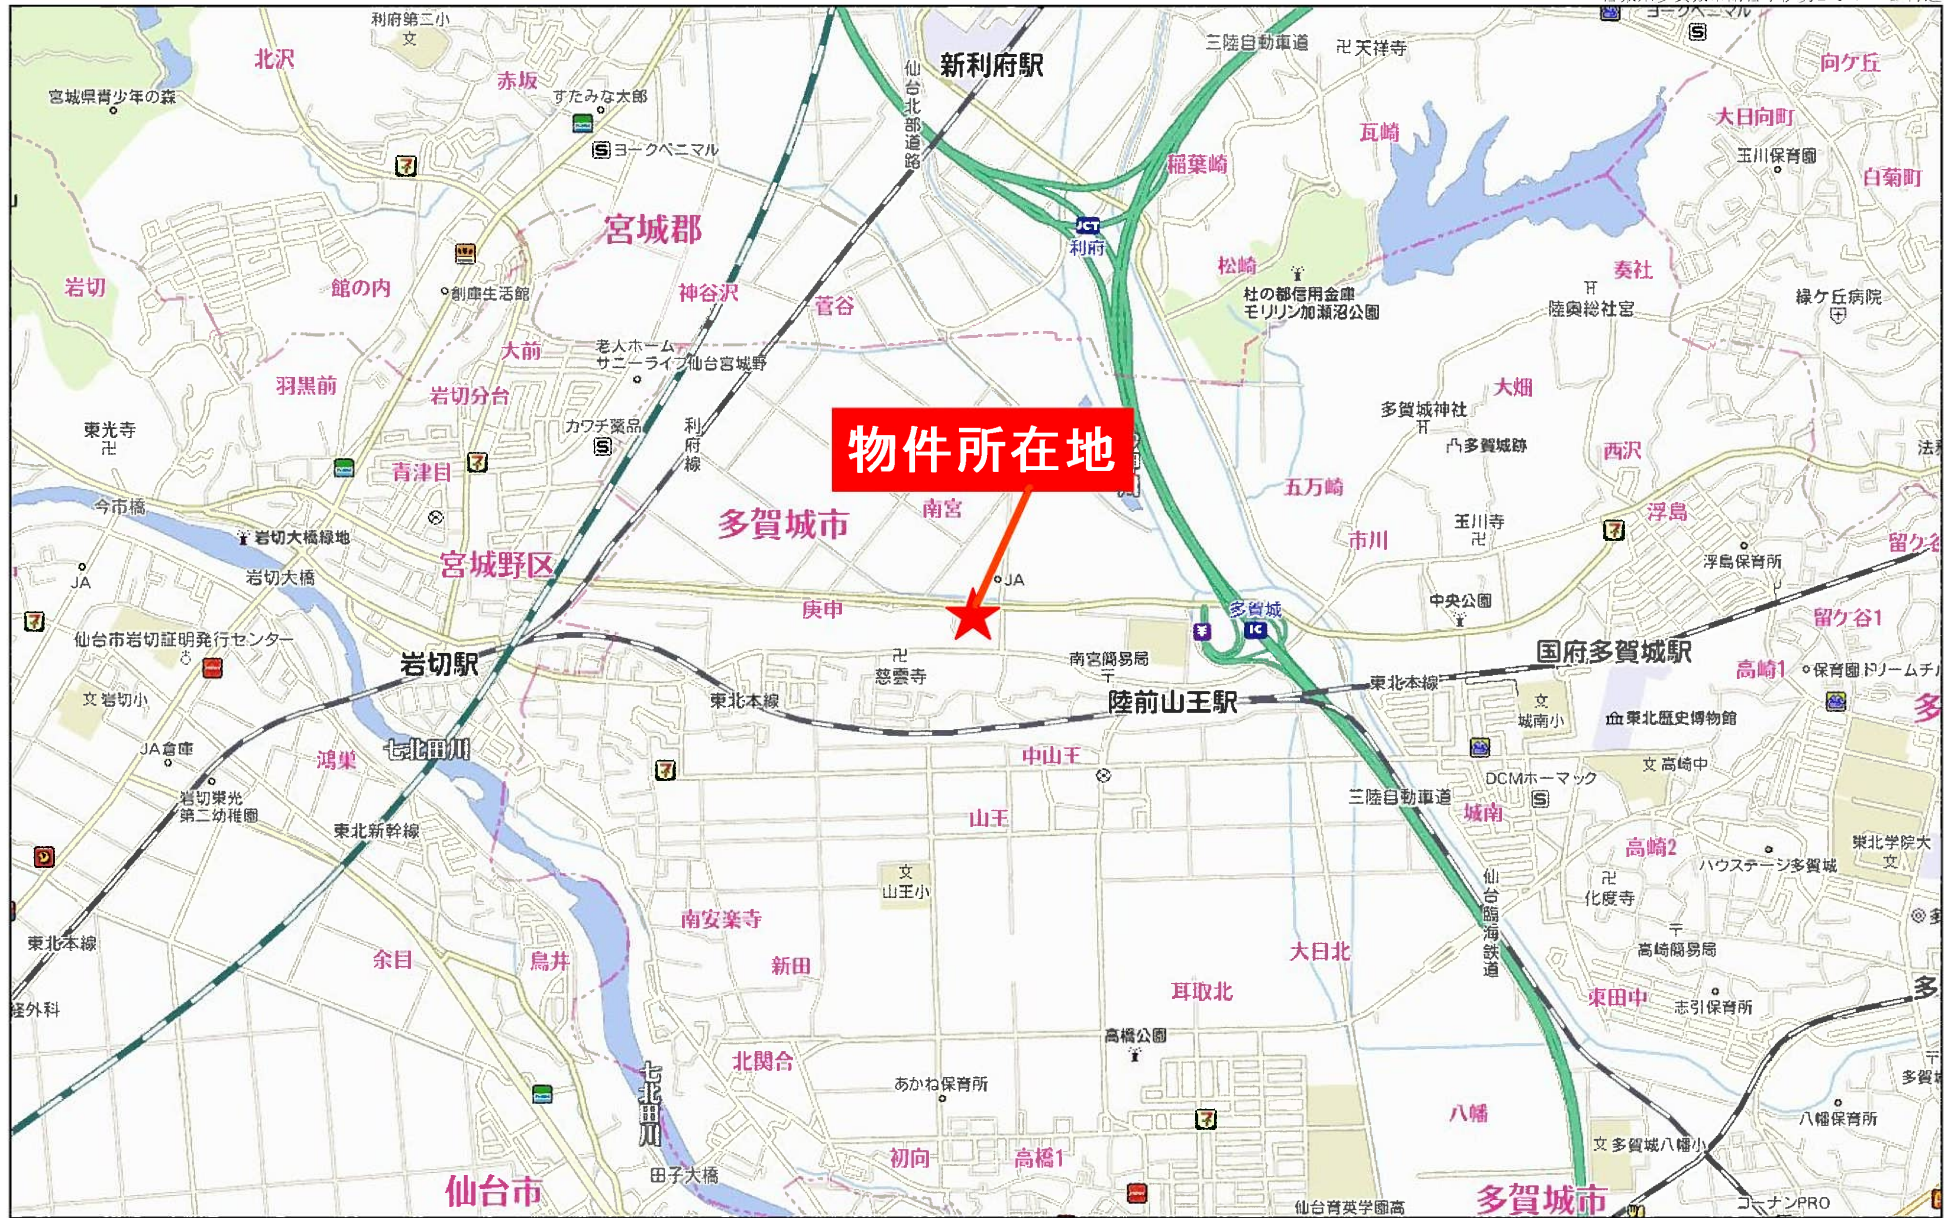 利府第二小
文
北沢
赤坂
宮城県青少年の森
すたみな太郎
ヨークベニマル
新利府駅
仙台北部道路
三陸自動車道
卍天祥寺
ヨークベニマル
向ケ丘
大日向町
玉川保育園
白菊町
瓦崎
稲葉崎
JCT
利府
宮城郡
岩切
館の内
創庫生活館
神谷沢
菅谷
松崎
杜の都信用金庫
モリリン加瀬沼公園
奏社
陸奥総社宮
緑ケ丘病院
大前
老人ホーム
サニーライフ仙台宮城野
羽黒前
岩切分台
大畑
多賀城神社
凸多賀城跡
西沢
東光寺
卍
カワチ薬品
利府線
物件所在地
青津目
今市橋
岩切大橋緑地
多賀城市
南宮
五万崎
玉川寺
卍
市川
浮島
浮島保育所
宮城野区
岩切大橋
JA
JA
庚申
多賀城
IC
中央公園
留ケ谷1
仙台市岩切証明発行センター
岩切駅
卍
慈雲寺
南宮簡易局
国府多賀城駅
高崎1
文岩切小
東北本線
陸前山王駅
東北本線
文
城南小
東北歴史博物館
JA倉庫
鴻巣
七北田川
中山王
DCMホーマック
文高崎中
岩切東光
第二幼稚園
東北新幹線
山王
三陸自動車道
城南
高崎2
ハウステージ多賀城
東北学院大
文
文
山王小
仙台臨海鉄道
卍
化度寺
南安楽寺
東北本線
余目
鳥井
新田
大日北
高崎簡易局
耳取北
東田中
志引保育所
高橋公園
北関合
あかね保育所
七北田川
八幡
八幡保育所
文多賀城八幡小
初向
高橋1
田子大橋
仙台市
仙台育英学園高
多賀城市
コーナンPRO